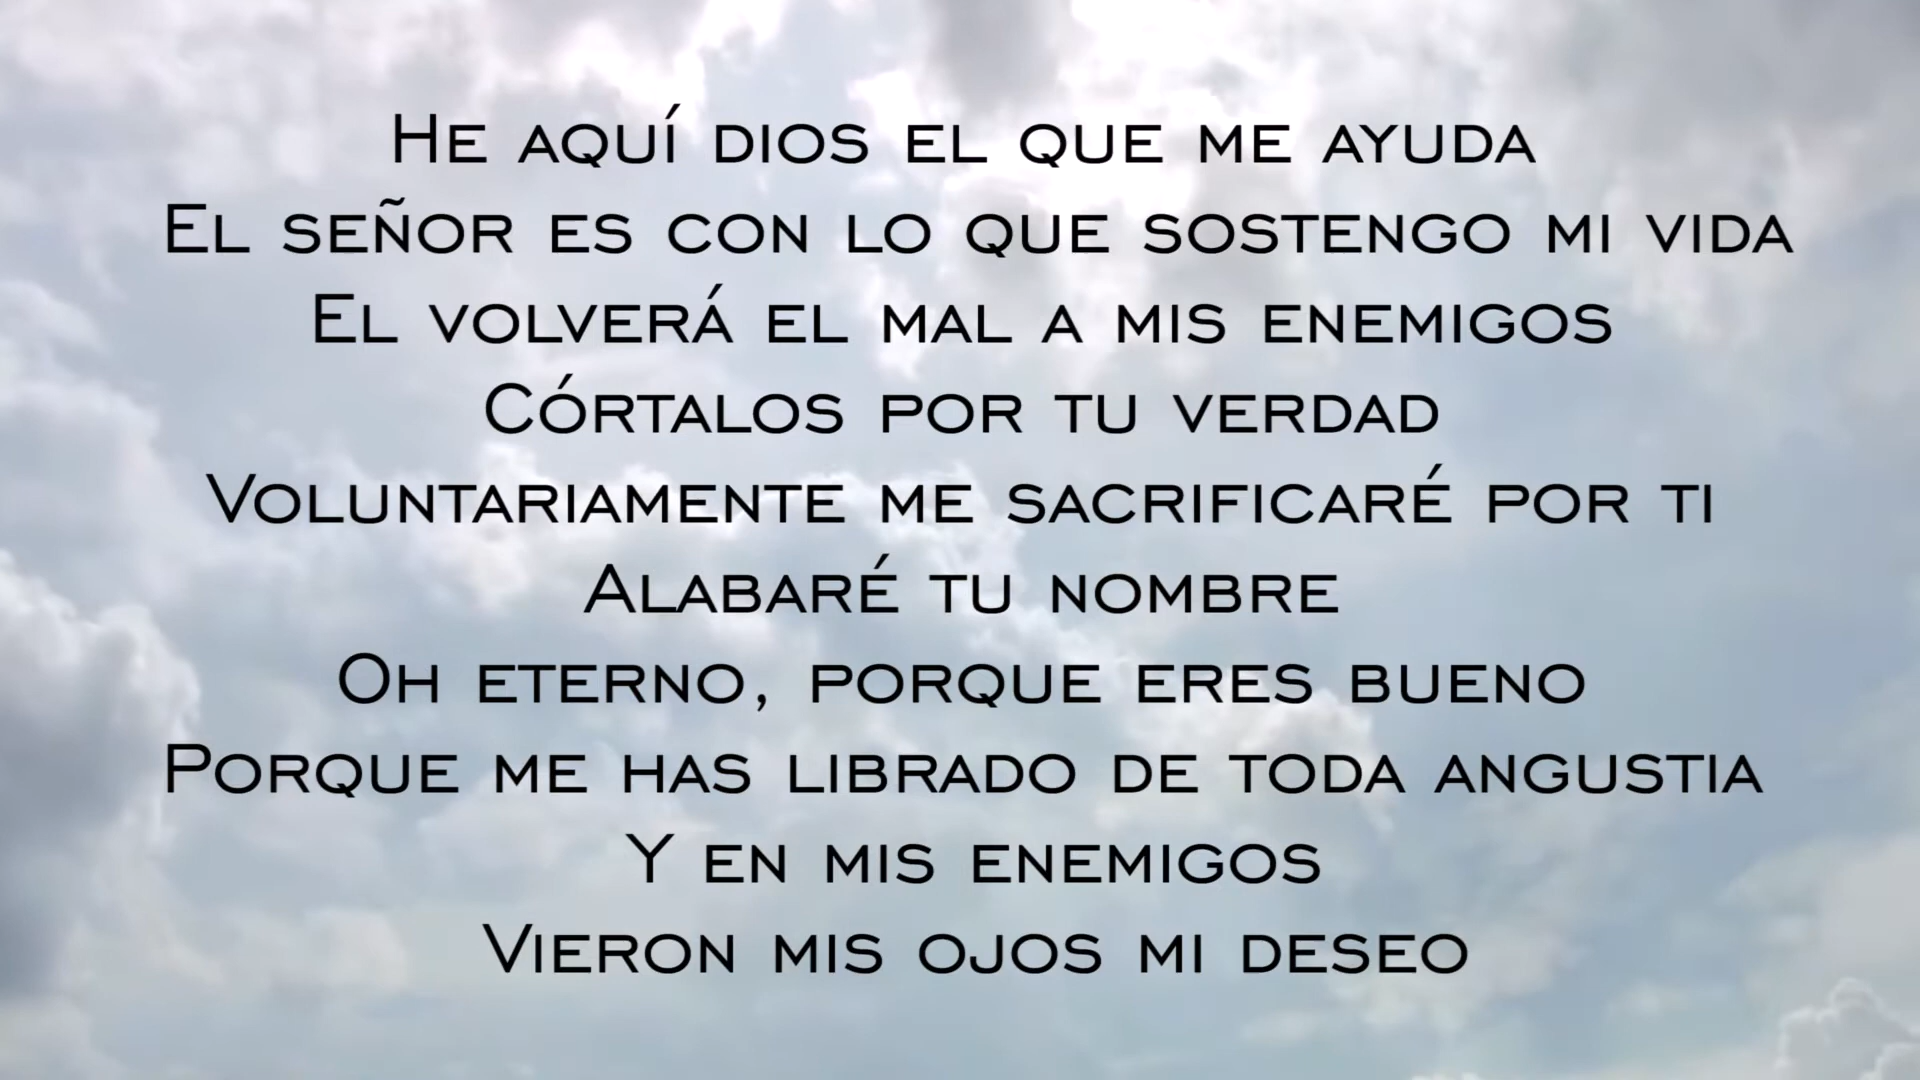 He aquí dios el que me ayuda
El señor es con lo que sostengo mi vida
El volverá el mal a mis enemigos
Córtalos por tu verdad
Voluntariamente me sacrificaré por ti
Alabaré tu nombre
Oh eterno, porque eres bueno
Porque me has librado de toda angustia
Y en mis enemigos
Vieron mis ojos mi deseo